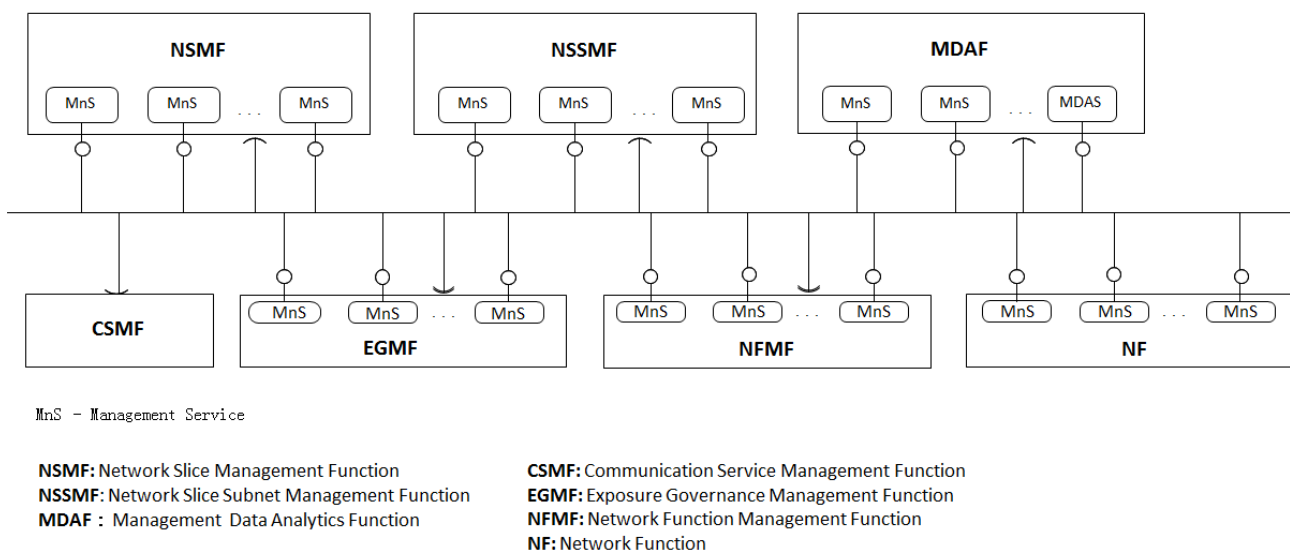 NSMF NSSMF MDAF
MnS MnS ... MnS MnS MnS ... MnS MnS MnS ... MDAS
MnS MnS ... MnS MnS MnS ... MnS MnS MnS ... MnS
CSMF EGMF NFMF NF
MnS - Management Service
NSMF: Network Slice Management Function
NSSMF: Network Slice Subnet Management Function
MDAF : Management Data Analytics Function
CSMF: Communication Service Management Function
EGMF: Exposure Governance Management Function
NFMF: Network Function Management Function
NF: Network Function